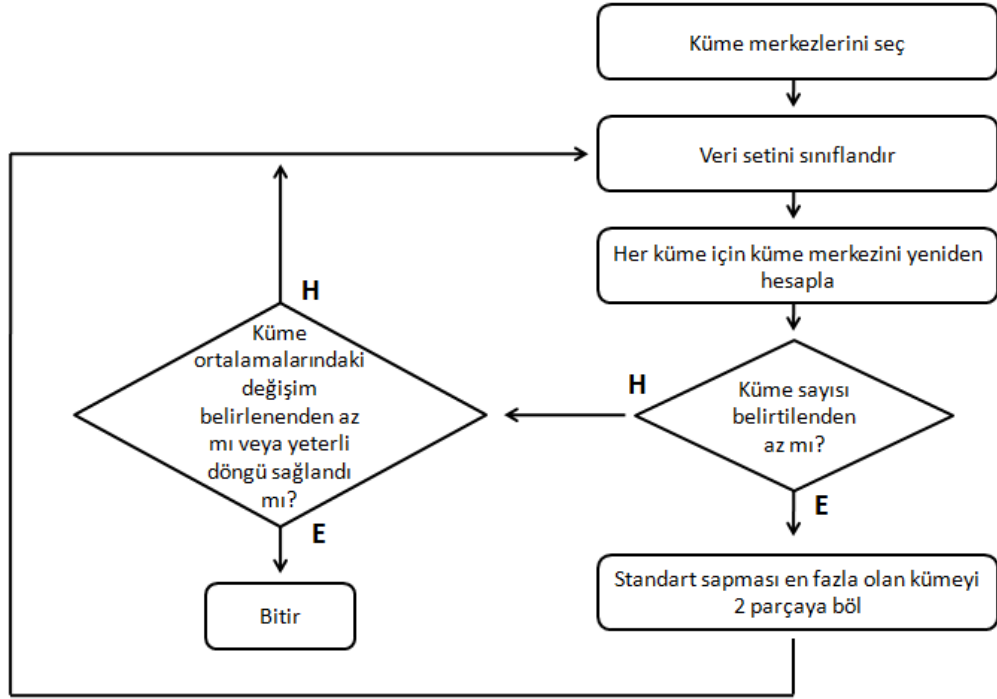 Küme merkezlerini seç
Veri setini sınıflandır
Her küme için küme merkezini yeniden
hesapla
Küme sayısı
belirtilenden
az mı?
H
E
Standart sapması en fazla olan kümeyi
2 parçaya böl
Küme
ortalamalarındaki
değişim
belirlenenden az
mı veya yeterli
döngü sağlandı
mı?
H
E
Bitir